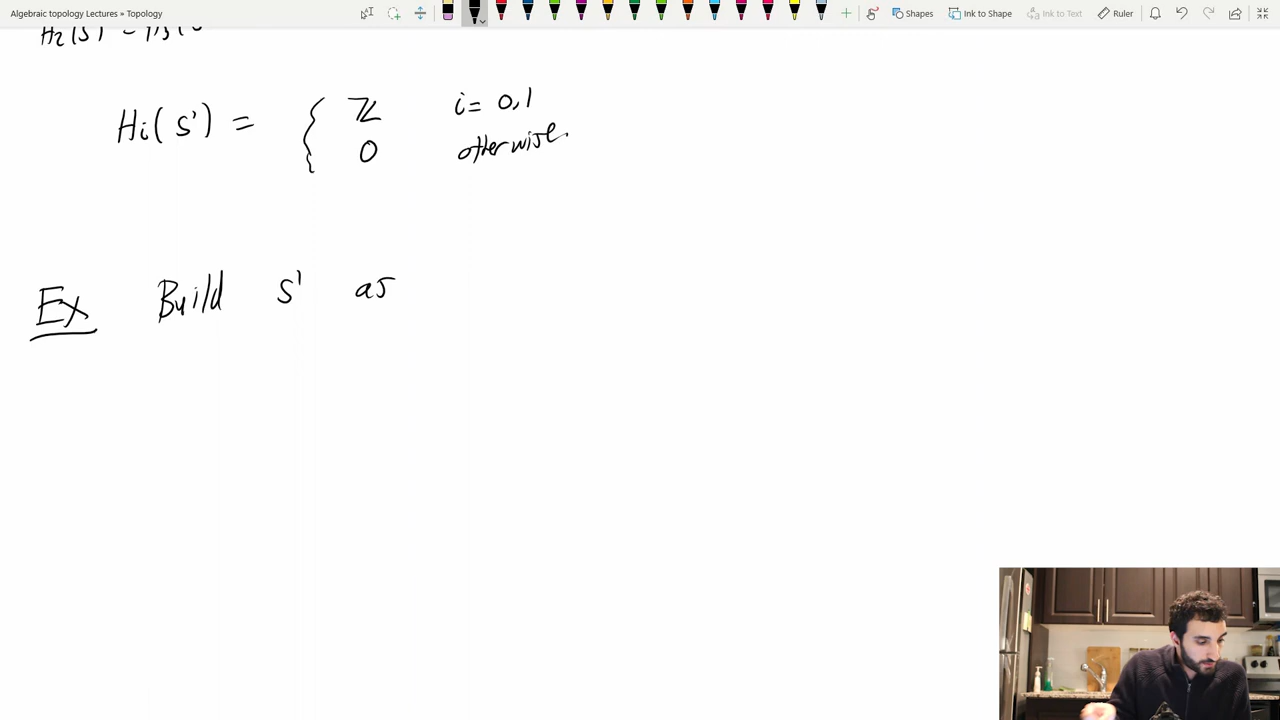 Algebraic topology Lectures » Topology
Shapes
Ink to Shape
Ink to Text
Ruler
Hᵢ(S¹) = { ℤ i = 0,1
0 otherwise.
Ex Build S¹ as